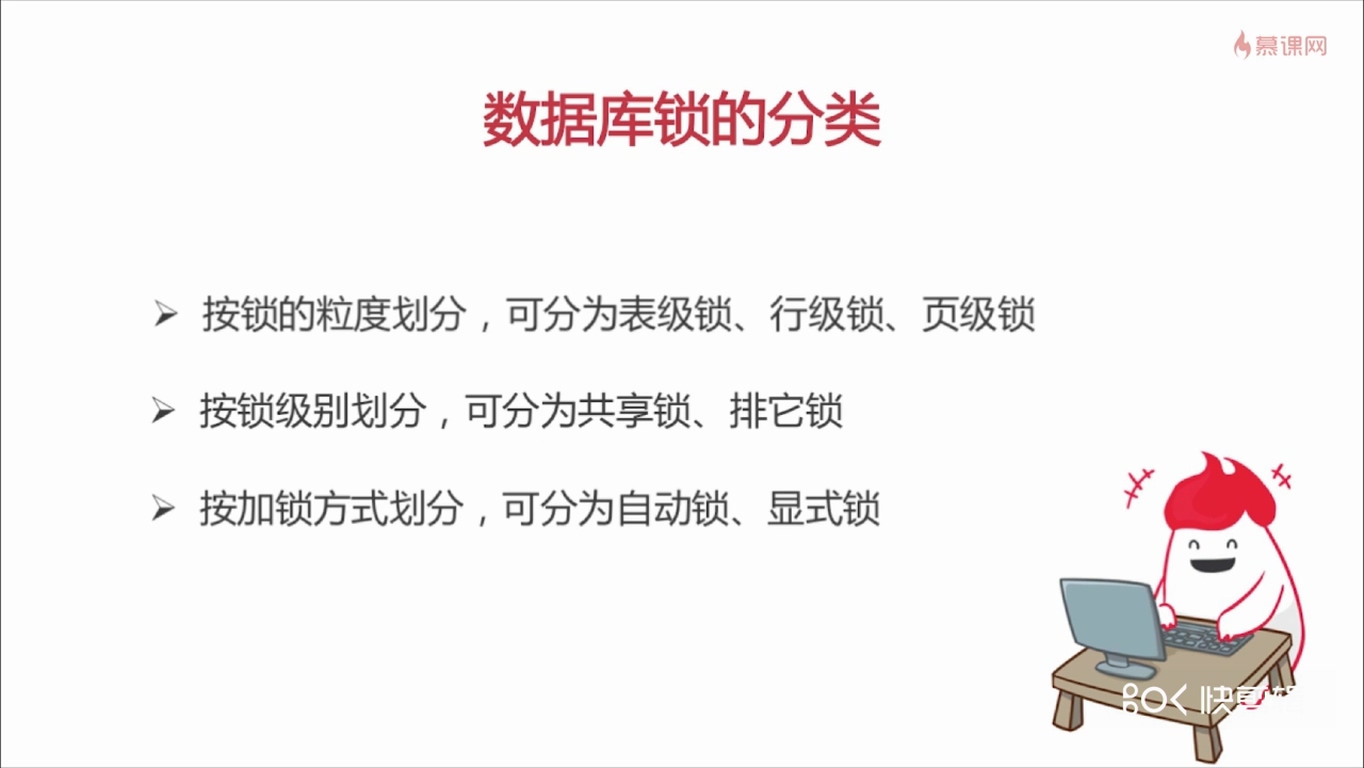 慕课网
数据库锁的分类
按锁的粒度划分，可分为表级锁、行级锁、页级锁
按锁级别划分，可分为共享锁、排它锁
按加锁方式划分，可分为自动锁、显式锁